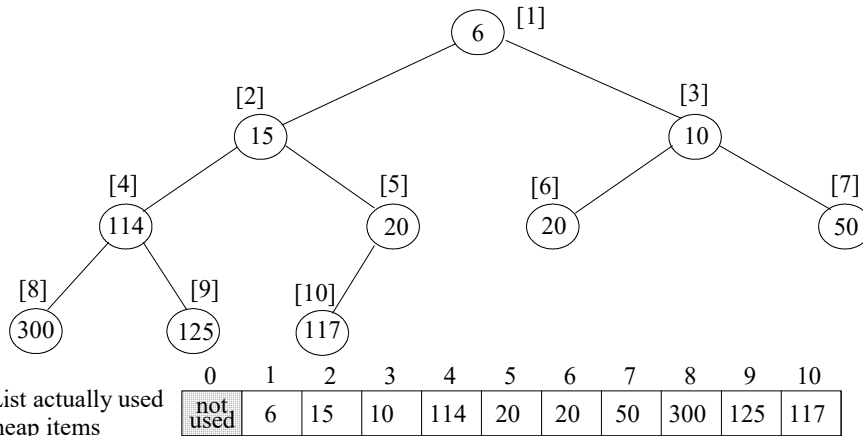 6 [1]
[2] [3]
15 10
[4] [5] [6] [7]
114 20 20 50
[8] [9] [10]
300 125 117
0 1 2 3 4 5 6 7 8 9 10
List actually used
not used 6 15 10 114 20 20 50 300 125 117
heap items